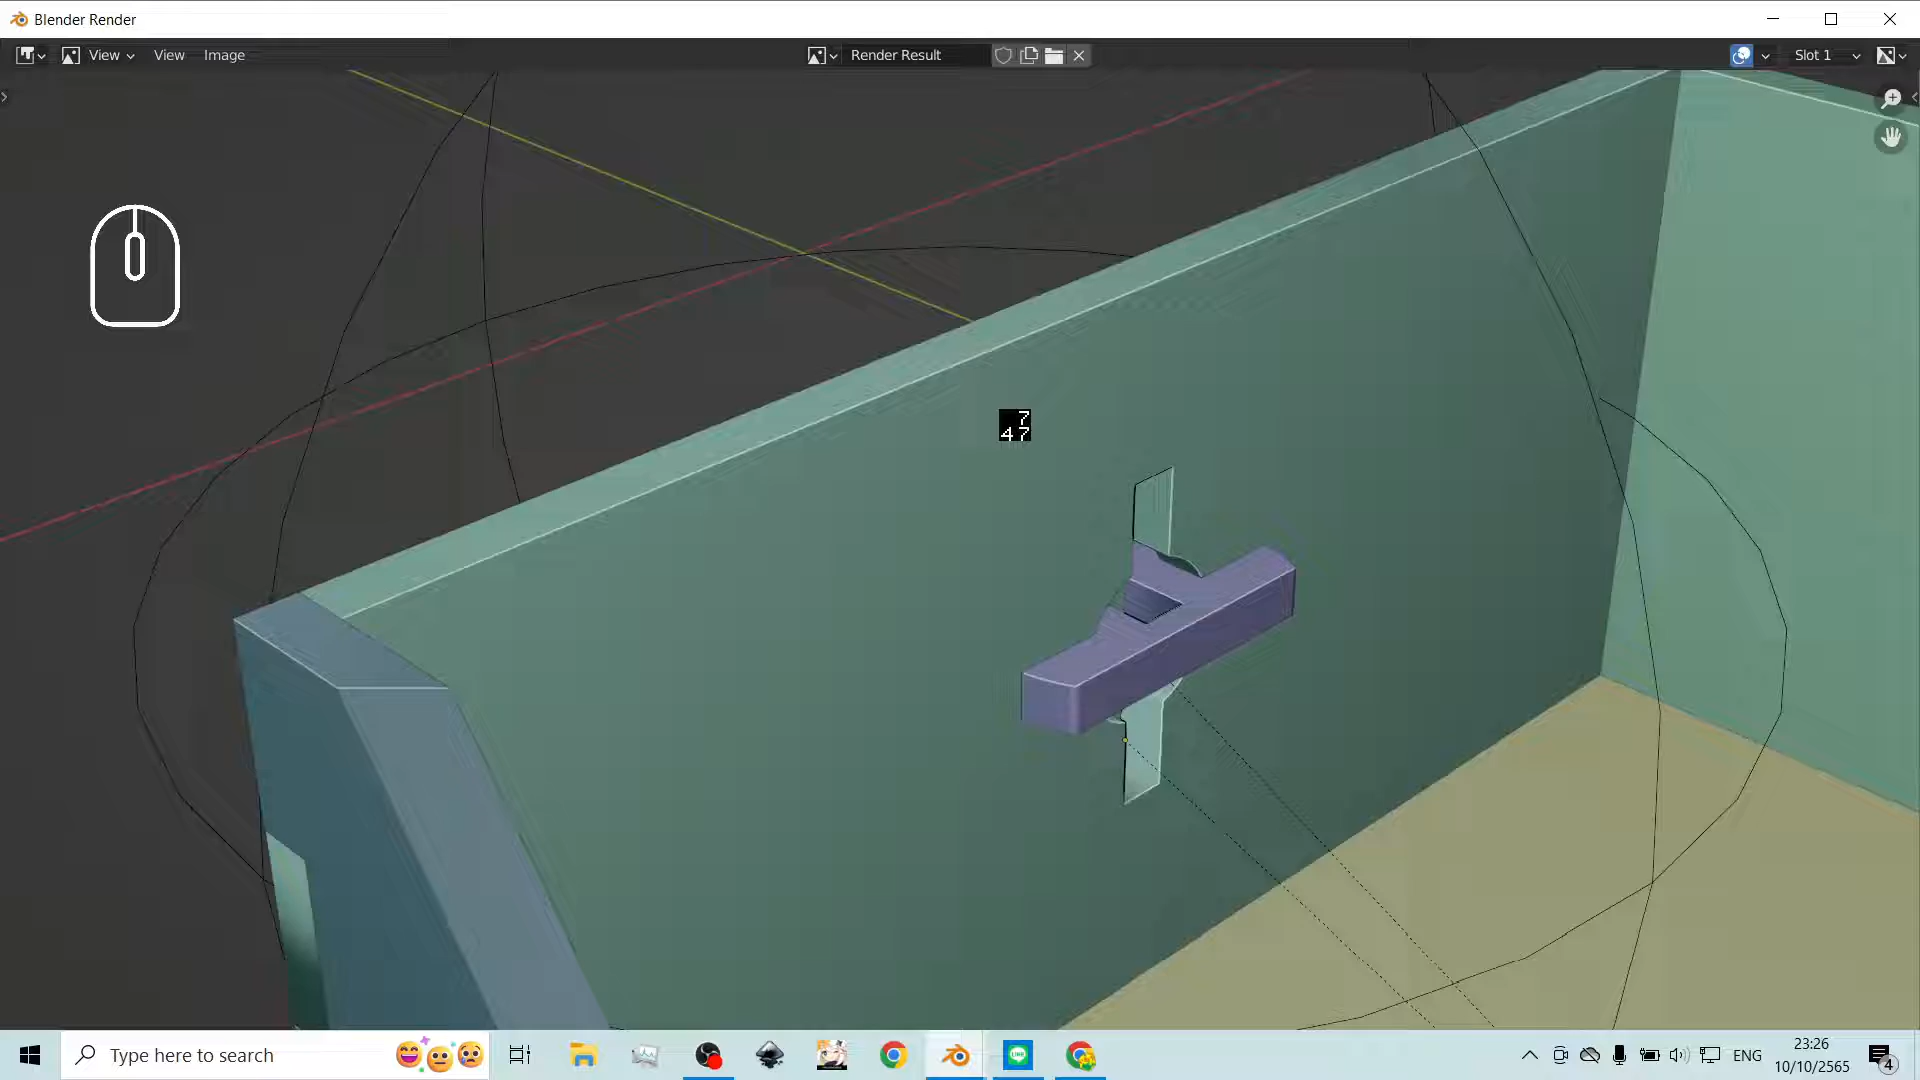 Blender Render
View View Image Render Result Slot 1
7
47
Type here to search
ENG
23:26
10/10/2565
4